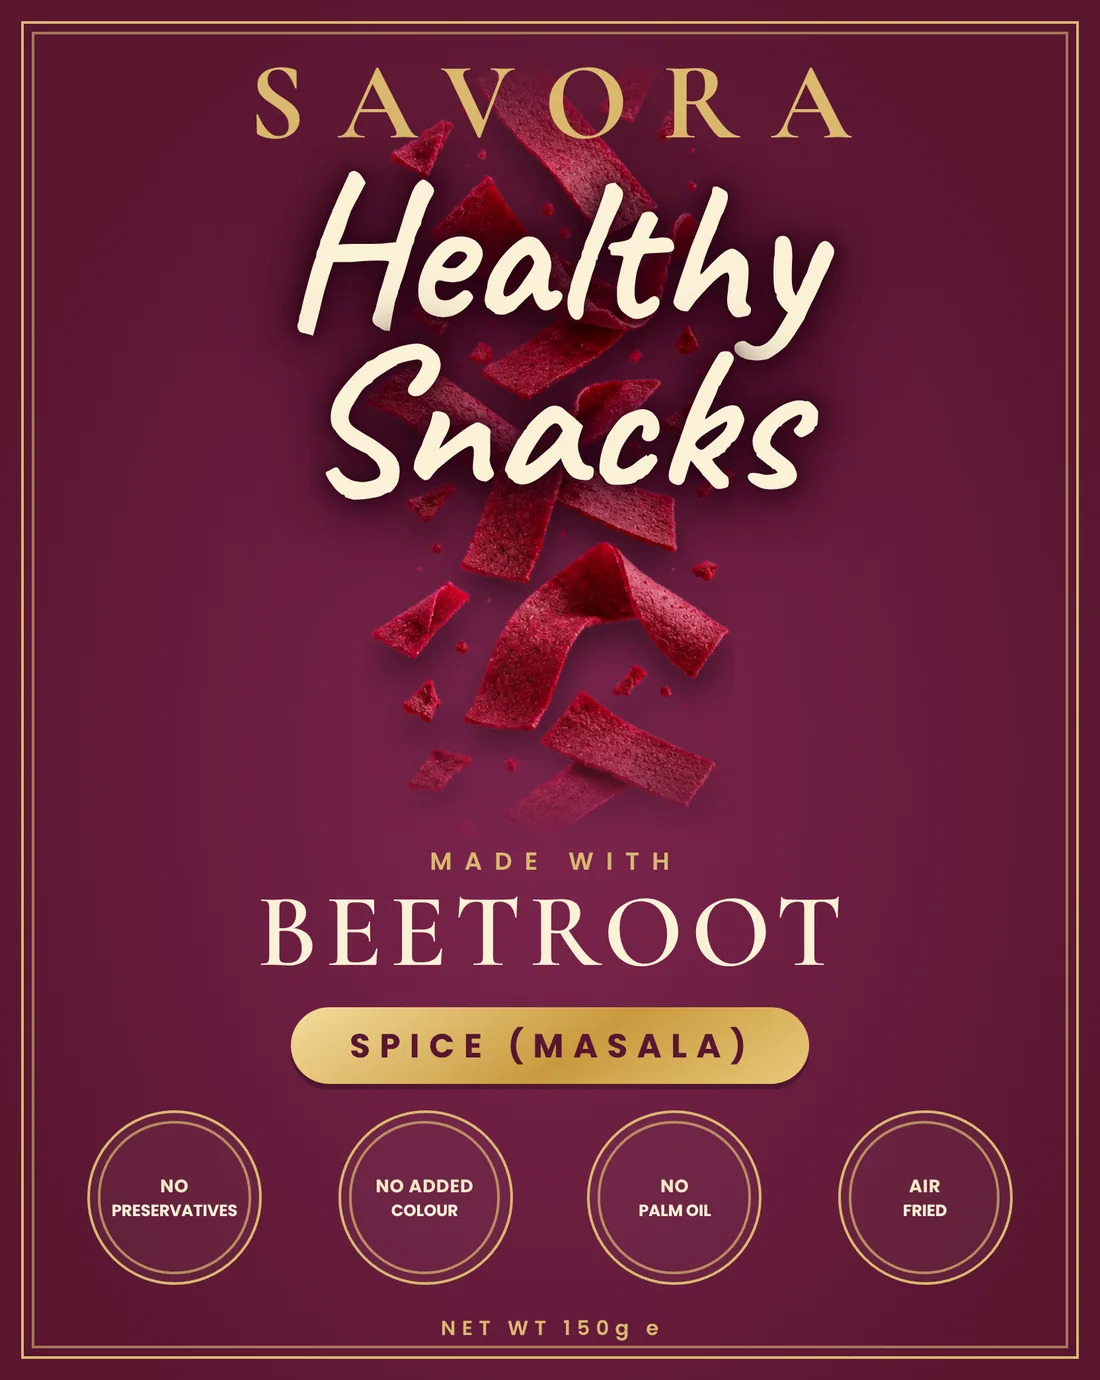 SAVORA
Healthy
Snacks
MADE WITH
BEETROOT
SPICE (MASALA)
NO
PRESERVATIVES
NO ADDED
COLOUR
NO
PALM OIL
AIR
FRIED
NET WT 150g e